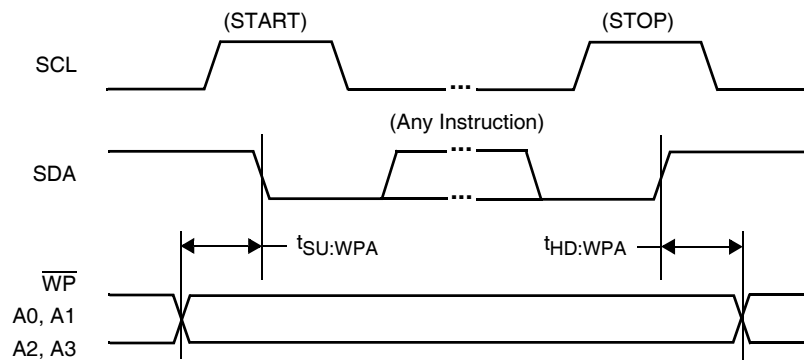 (START)
(STOP)
SCL
...
(Any Instruction)
...
SDA
...
tSU:WPA
tHD:WPA
WP
A0, A1
A2, A3